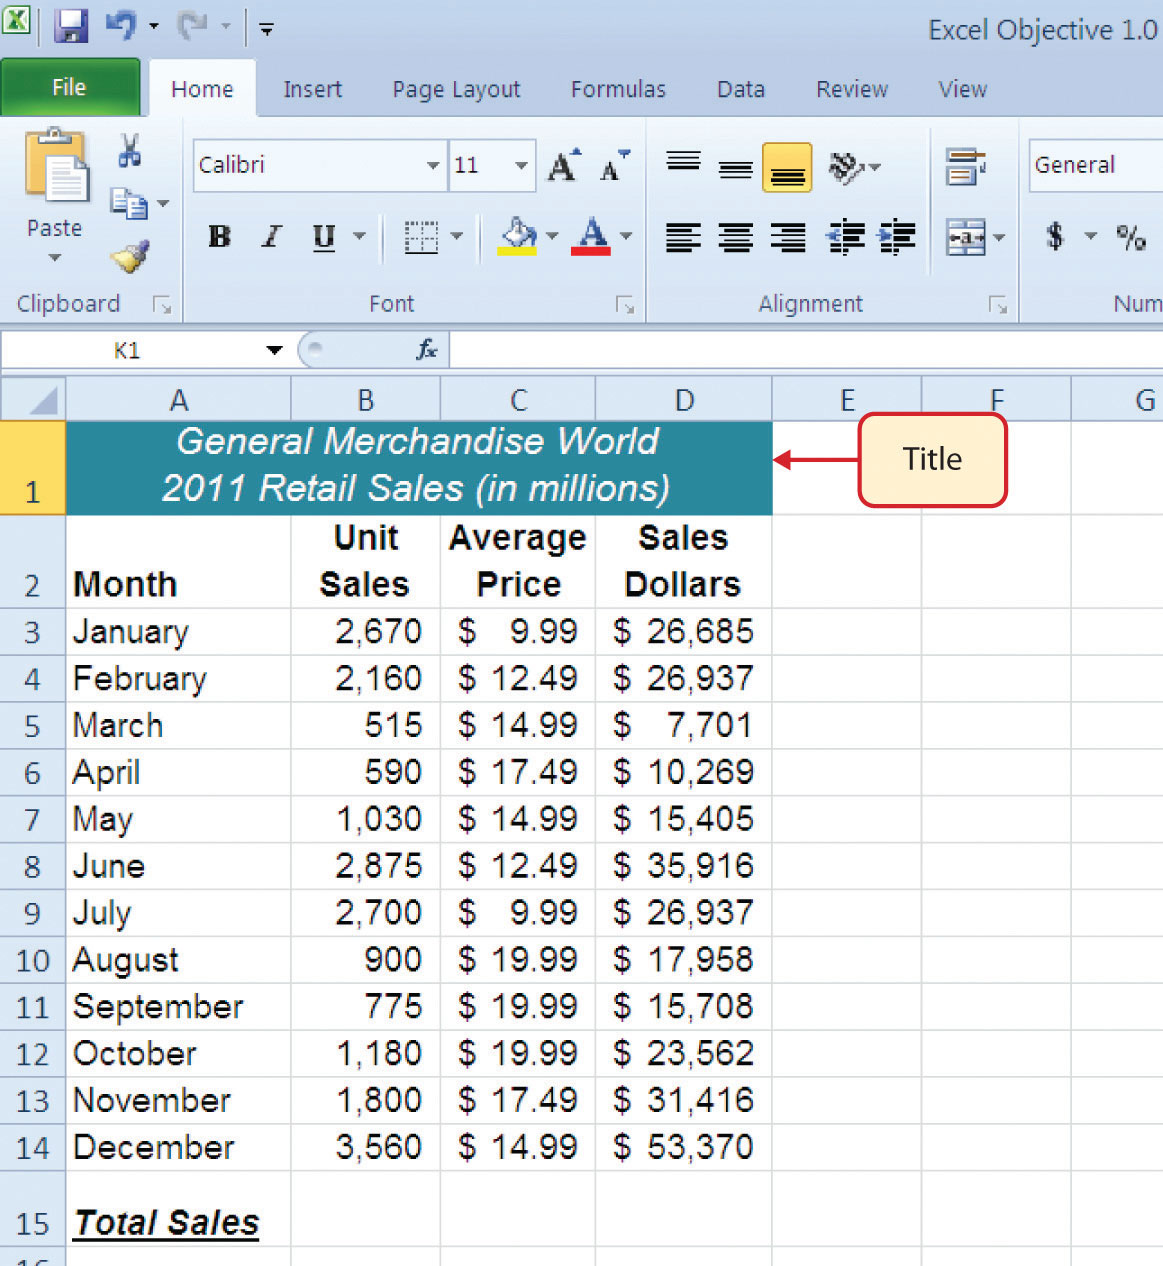 Excel Objective 1.0
File Home Insert Page Layout Formulas Data Review View
Calibri 11 General
Paste
B I U A $ %
Clipboard Font Alignment Num
K1 fx
A B C D E F G
General Merchandise World
1 2011 Retail Sales (in millions)
Title
Unit Average Sales
2 Month Sales Price Dollars
3 January 2,670 $ 9.99 $ 26,685
4 February 2,160 $ 12.49 $ 26,937
5 March 515 $ 14.99 $ 7,701
6 April 590 $ 17.49 $ 10,269
7 May 1,030 $ 14.99 $ 15,405
8 June 2,875 $ 12.49 $ 35,916
9 July 2,700 $ 9.99 $ 26,937
10 August 900 $ 19.99 $ 17,958
11 September 775 $ 19.99 $ 15,708
12 October 1,180 $ 19.99 $ 23,562
13 November 1,800 $ 17.49 $ 31,416
14 December 3,560 $ 14.99 $ 53,370
15 Total Sales